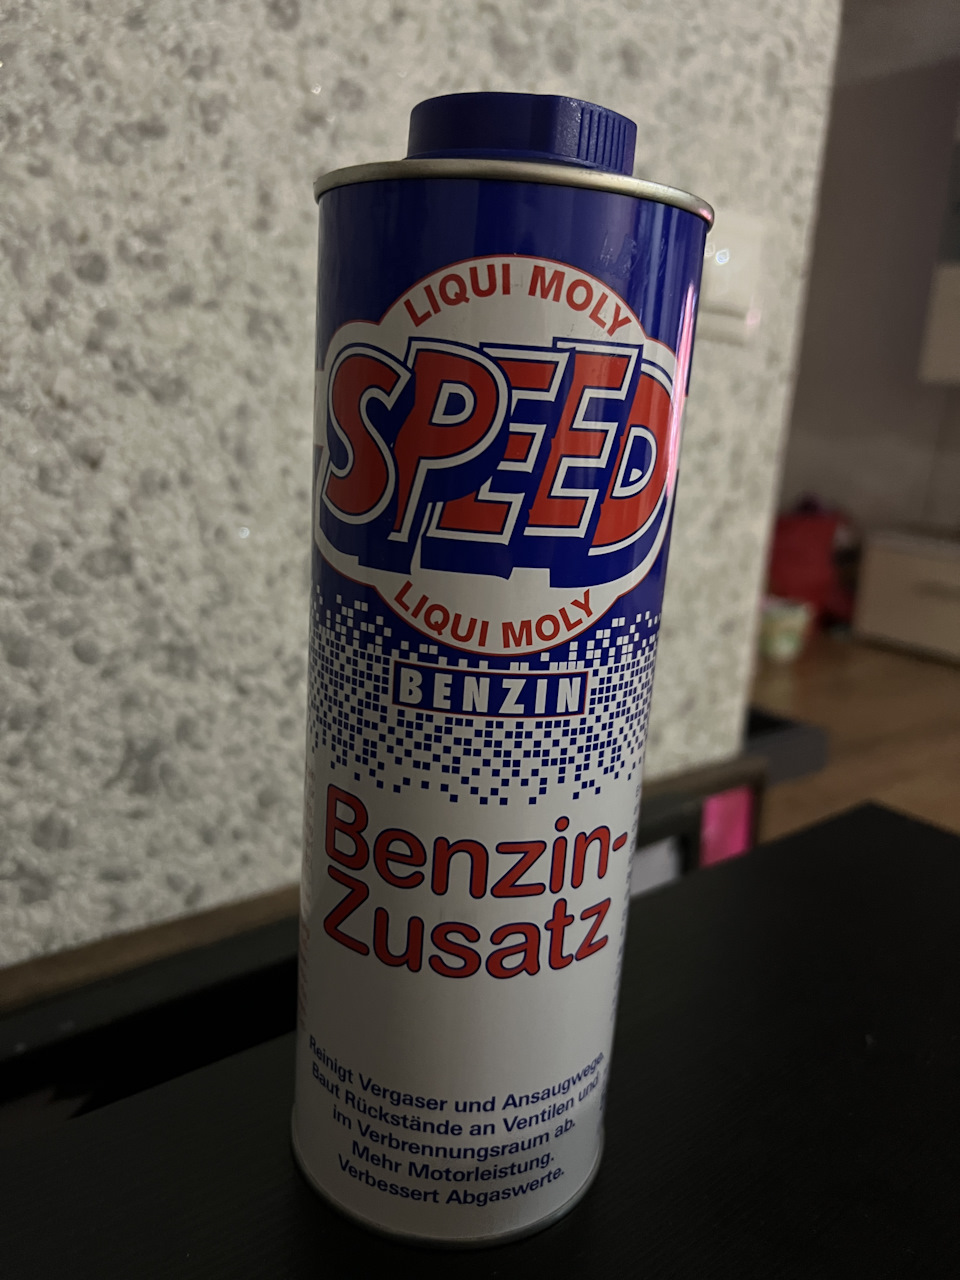 LIQUI MOLY
SPEED
LIQUI MOLY
BENZIN
Benzin-
Zusatz
Reinigt Vergaser und Ansaugwege.
Baut Rückstände an Ventilen und
im Verbrennungsraum ab.
Mehr Motorleistung.
Verbessert Abgaswerte.